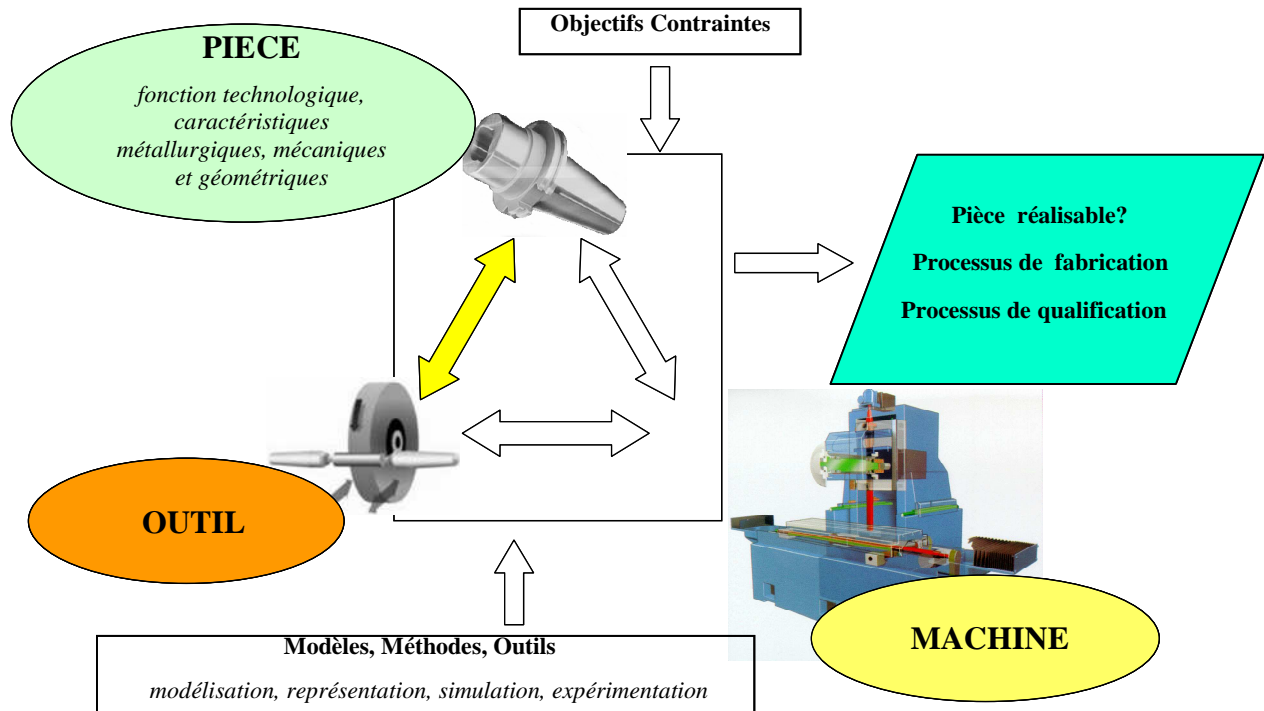 Objectifs Contraintes
PIECE
fonction technologique,
caractéristiques
métallurgiques, mécaniques
et géométriques
Pièce réalisable?
Processus de fabrication
Processus de qualification
OUTIL
MACHINE
Modèles, Méthodes, Outils
modélisation, représentation, simulation, expérimentation